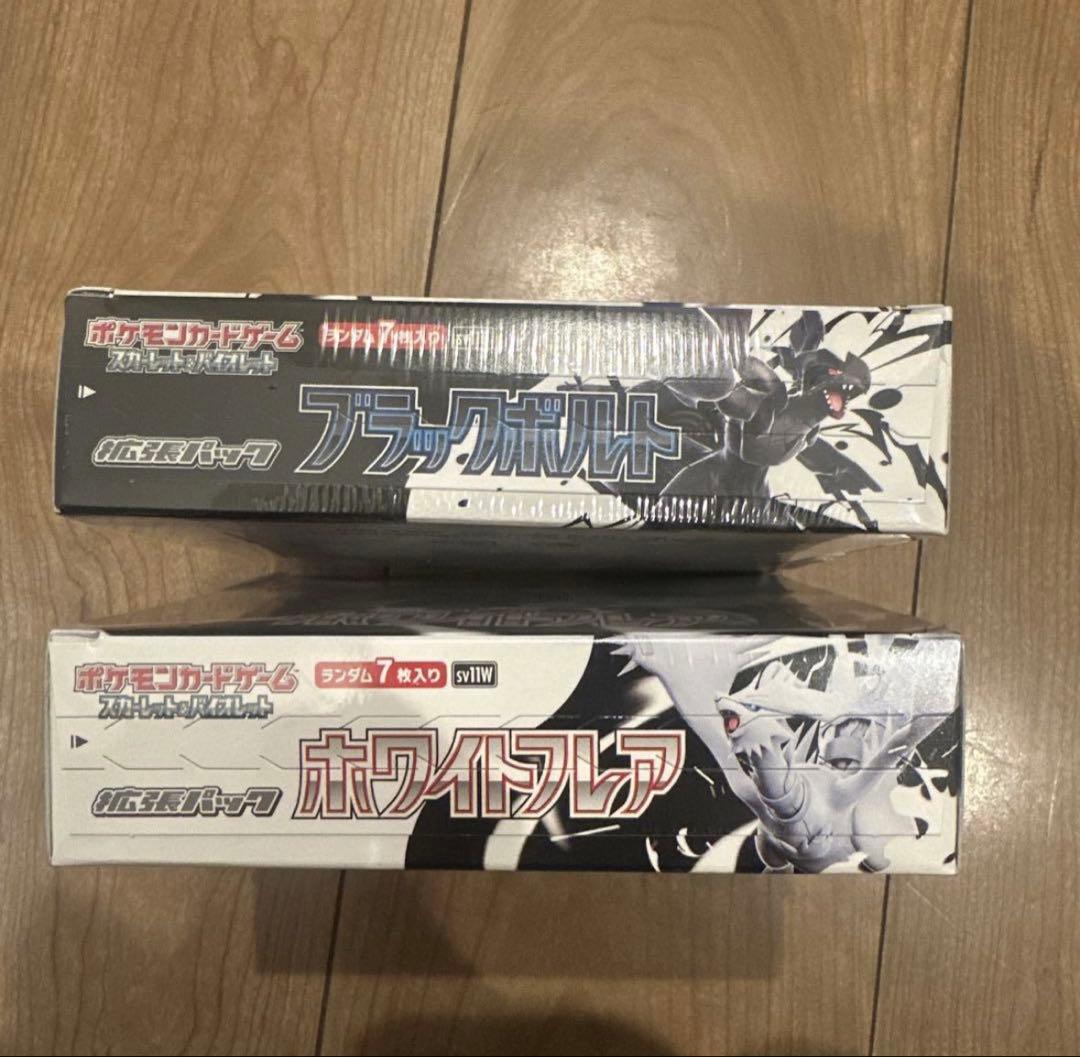 ポケモンカードゲーム
スカーレット&バイオレット
ランダム7枚入り
拡張パック
ブラックボルト
ポケモンカードゲーム
スカーレット&バイオレット
ランダム7枚入り sv11W
拡張パック
ホワイトフレア